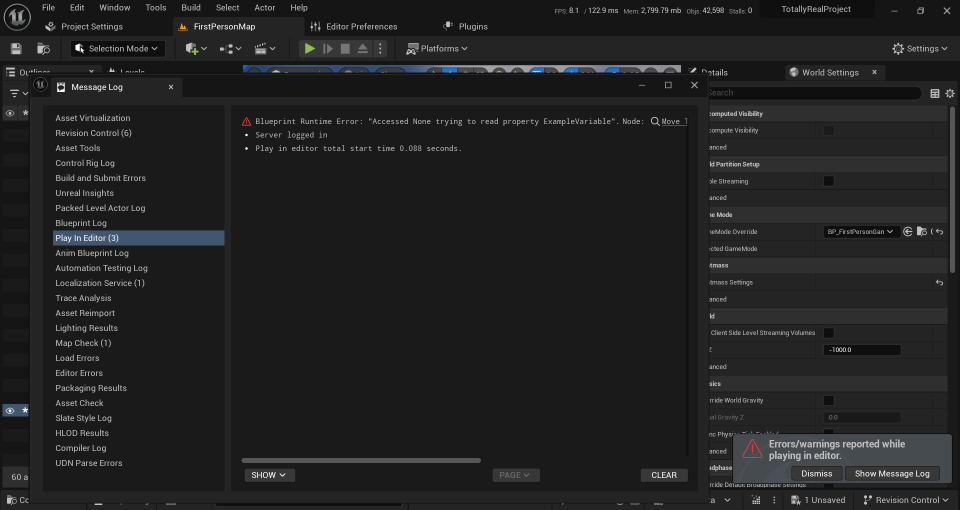 File Edit Window Tools Build Select Actor Help
FPS: 8.1 / 122.9 ms Mem: 2,799.79 mb Objs: 42,598 Stalls: 0
TotallyRealProject
Project Settings
FirstPersonMap
Editor Preferences
Plugins
Selection Mode
Platforms
Settings
Outliner
Levels
Details
World Settings
Message Log
Search
Asset Virtualization
Revision Control (6)
Asset Tools
Control Rig Log
Build and Submit Errors
Unreal Insights
Packed Level Actor Log
Blueprint Log
Play In Editor (3)
Anim Blueprint Log
Automation Testing Log
Localization Service (1)
Trace Analysis
Asset Reimport
Lighting Results
Map Check (1)
Load Errors
Editor Errors
Packaging Results
Asset Check
Slate Style Log
HLOD Results
Compiler Log
UDN Parse Errors
Blueprint Runtime Error: "Accessed None trying to read property ExampleVariable". Node: Move T
Server logged in
Play in editor total start time 0.088 seconds.
SHOW
PAGE
CLEAR
computed Visibility
compute Visibility
anced
ld Partition Setup
ble Streaming
anced
me Mode
meMode Override
BP_FirstPersonGan
ected GameMode
htmass
htmass Settings
anced
ld
Client Side Level Streaming Volumes
Z
-1000.0
anced
sics
rride World Gravity
al Gravity Z
0.0
nc Physics Tick Enabled
anced
adphase
rride Default Broadphase Settings
Errors/warnings reported while
playing in editor.
Dismiss
Show Message Log
60 a
Co
ta
1 Unsaved
Revision Control